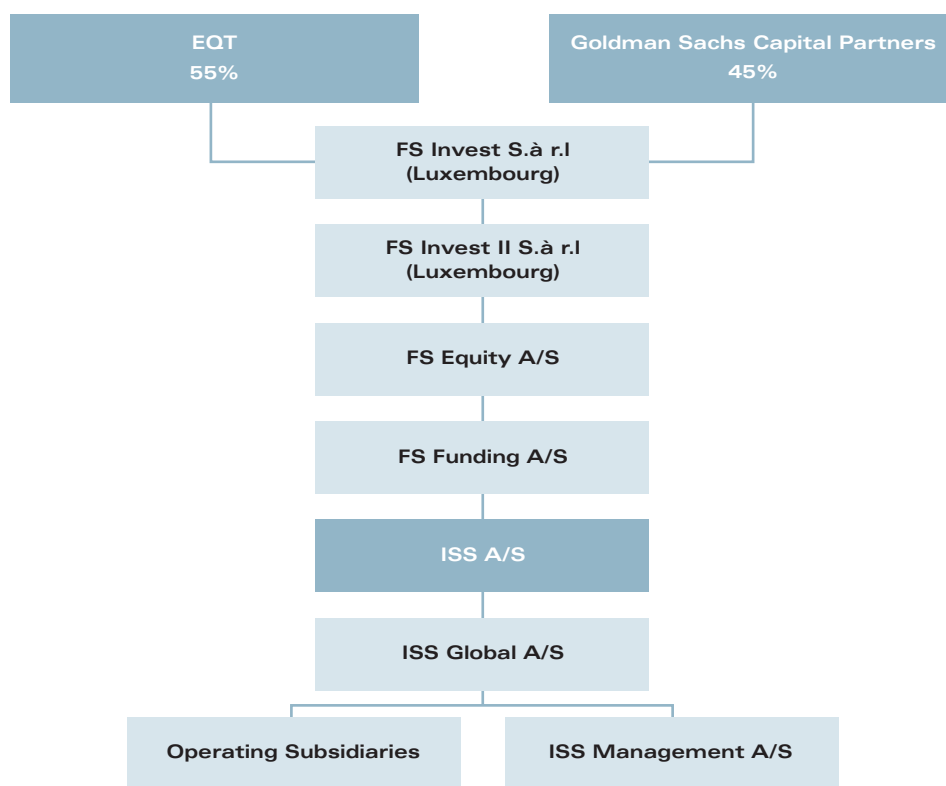 EQT
55%
Goldman Sachs Capital Partners
45%
FS Invest S.à r.l
(Luxembourg)
FS Invest II S.à r.l
(Luxembourg)
FS Equity A/S
FS Funding A/S
ISS A/S
ISS Global A/S
Operating Subsidiaries
ISS Management A/S